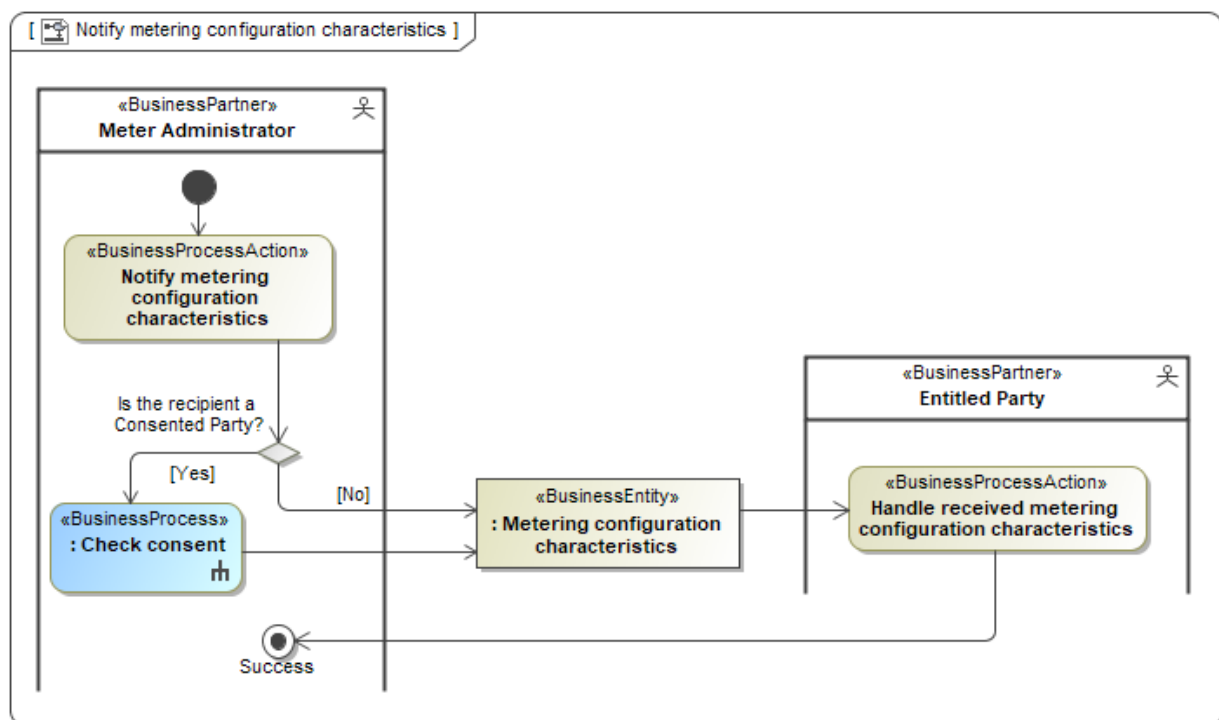 [ Notify metering configuration characteristics ]
«BusinessPartner»
Meter Administrator
«BusinessProcessAction»
Notify metering
configuration
characteristics
Is the recipient a
Consented Party?
[Yes]
[No]
«BusinessProcess»
: Check consent
«BusinessEntity»
: Metering configuration
characteristics
«BusinessPartner»
Entitled Party
«BusinessProcessAction»
Handle received metering
configuration characteristics
Success